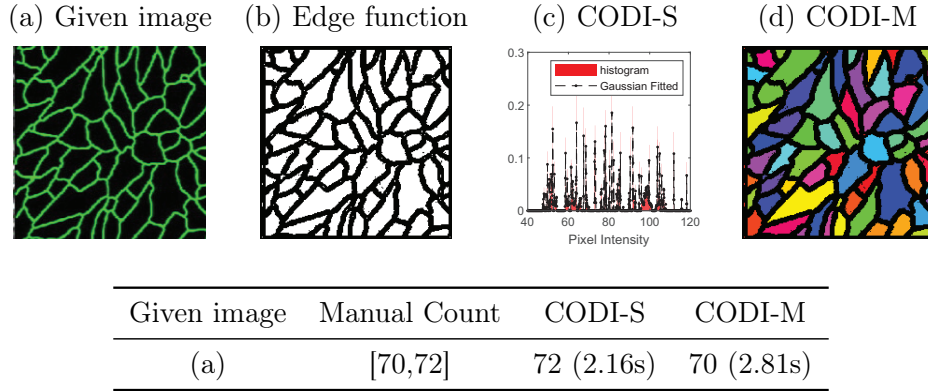 (a) Given image (b) Edge function (c) CODI-S (d) CODI-M
0.3
histogram
Gaussian Fitted
0.2
0.1
0
40 60 80 100 120
Pixel Intensity
Given image Manual Count CODI-S CODI-M
(a) [70,72] 72 (2.16s) 70 (2.81s)